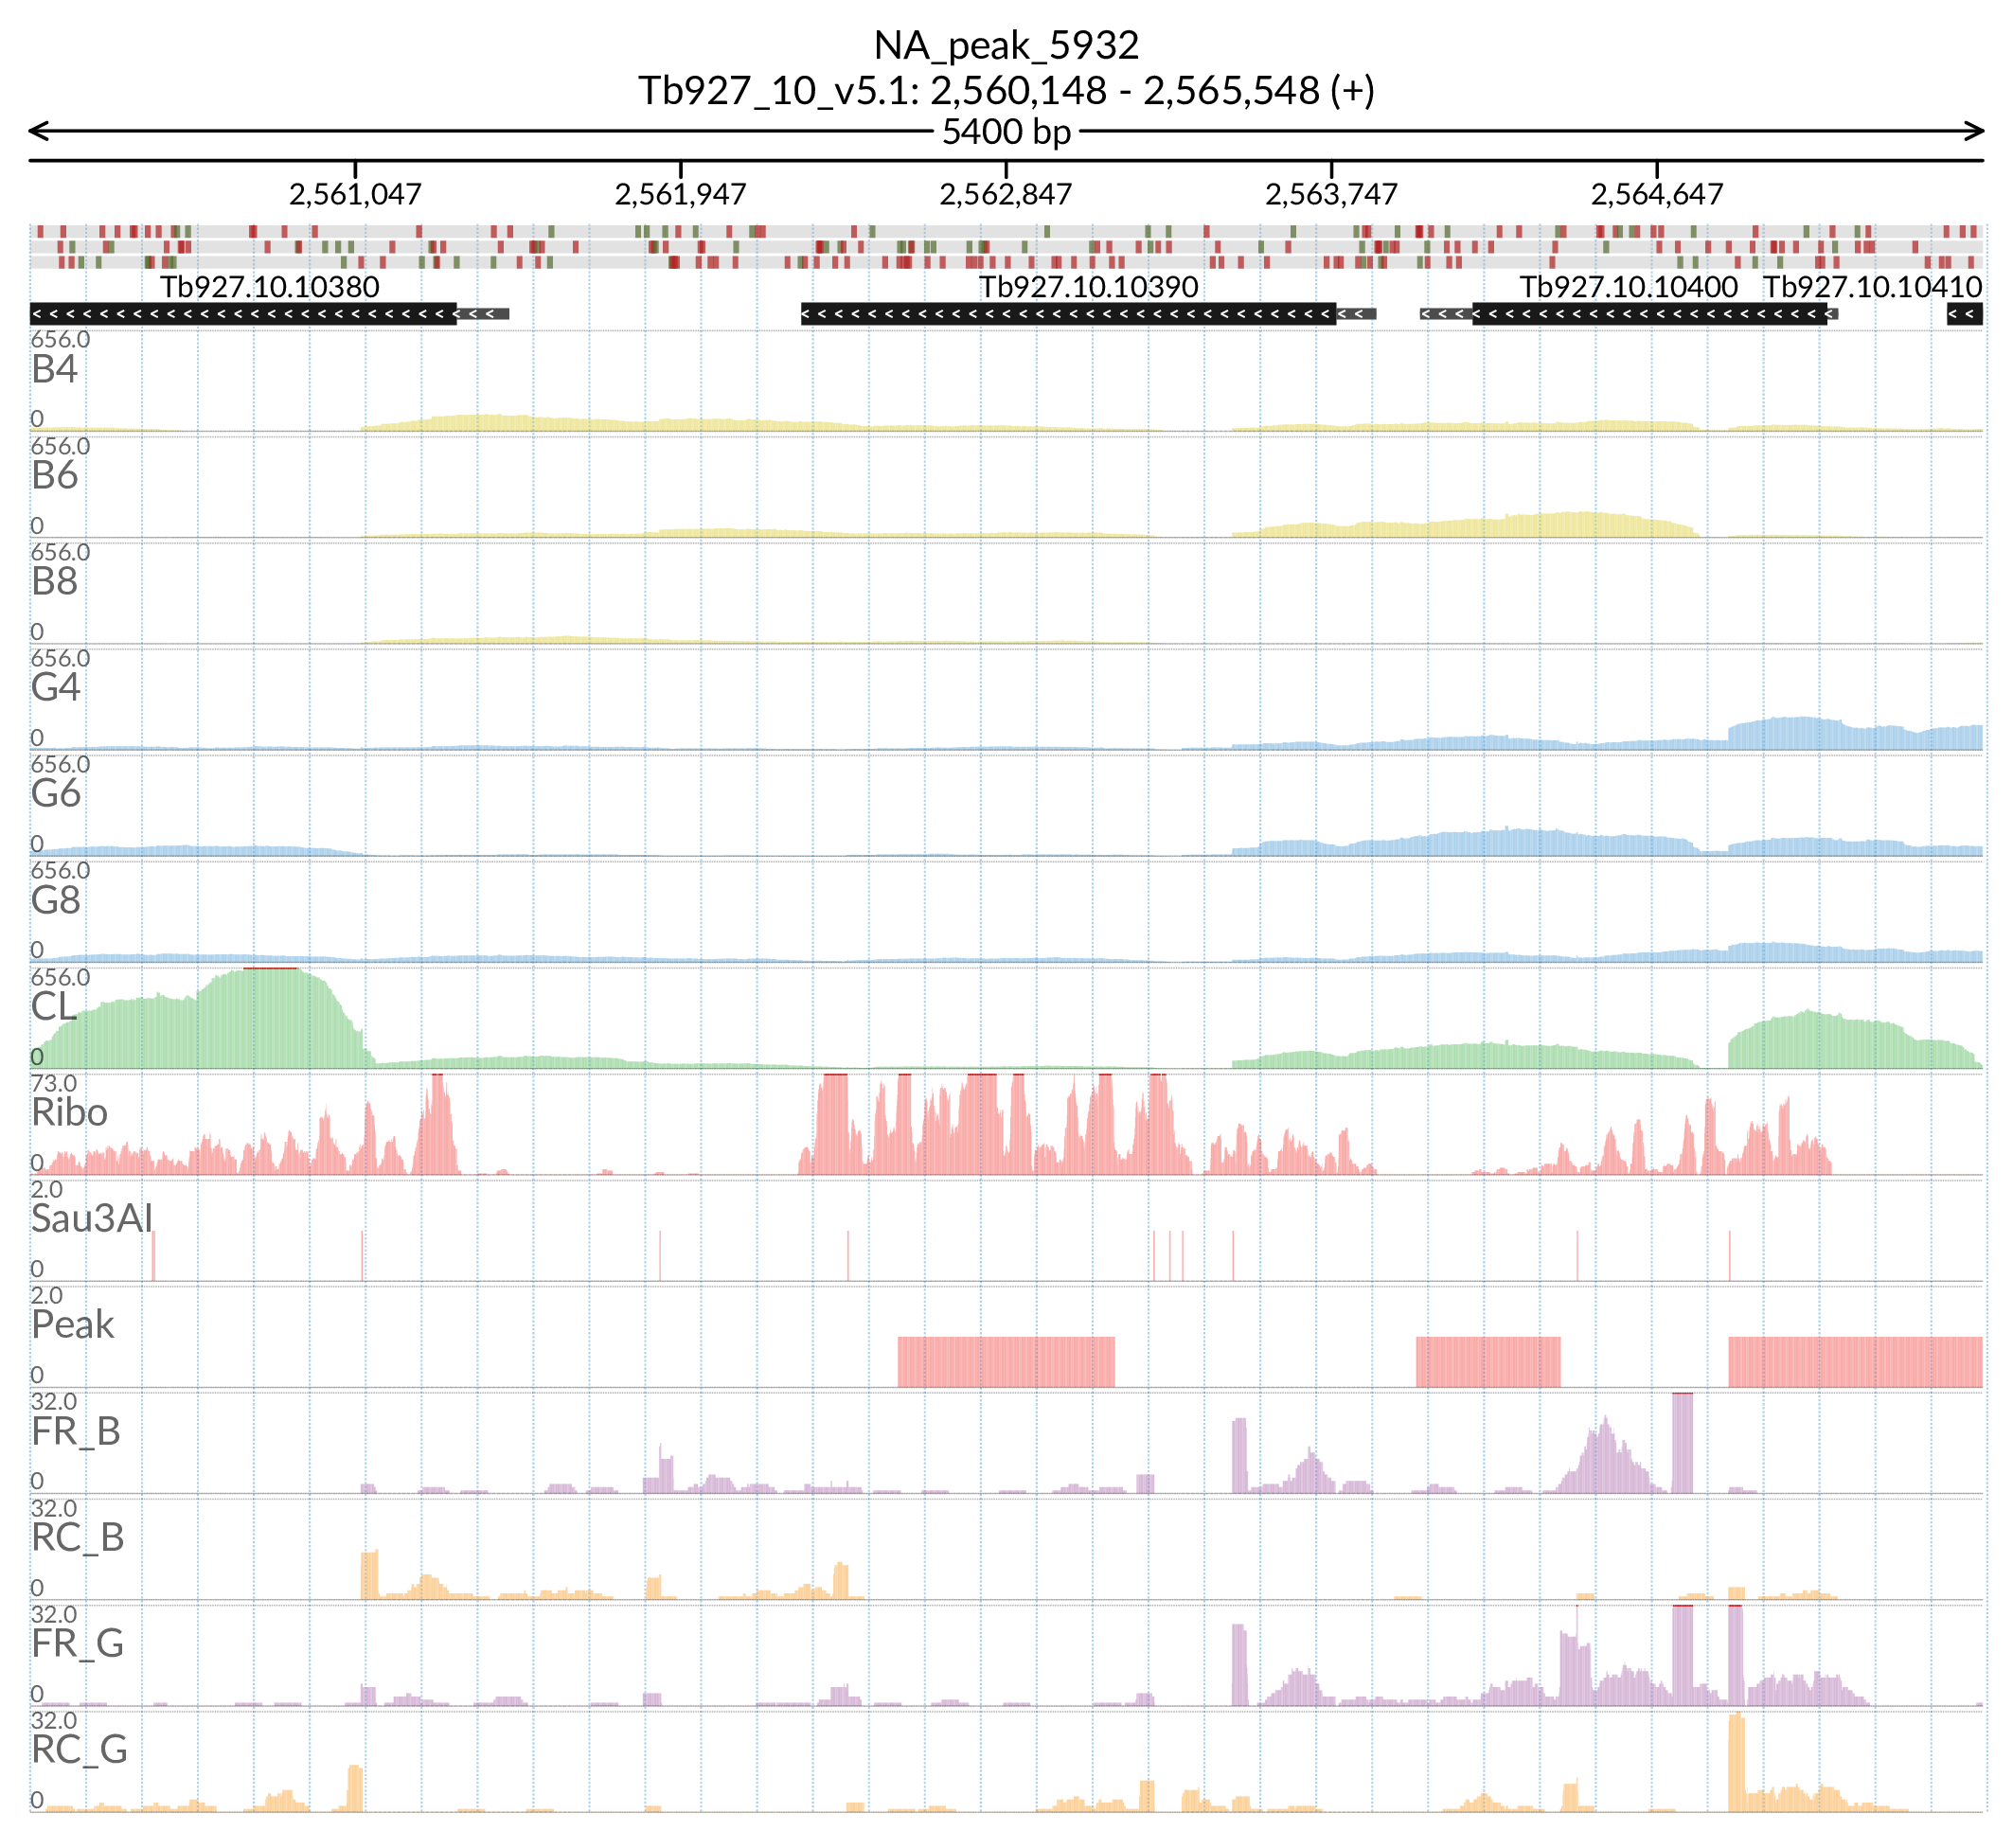 NA_peak_5932
Tb927_10_v5.1: 2,560,148 - 2,565,548 (+)
5400 bp
2,561,047 2,561,947 2,562,847 2,563,747 2,564,647
Tb927.10.10380 Tb927.10.10390 Tb927.10.10400 Tb927.10.10410
656.0
B4
0
656.0
B6
0
656.0
B8
0
656.0
G4
0
656.0
G6
0
656.0
G8
0
656.0
CL
0
73.0
Ribo
0
2.0
Sau3AI
0
2.0
Peak
0
32.0
FR_B
0
32.0
RC_B
0
32.0
FR_G
0
32.0
RC_G
0